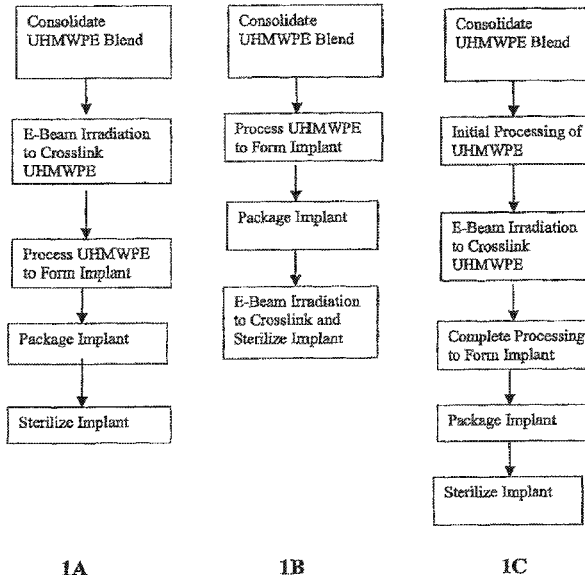 Consolidate
UHMWPE Blend
E-Beam Irradiation
to Crosslink
UHMWPE
Process UHMWPE
to Form Implant
Package Implant
Sterilize Implant
1A
Consolidate
UHMWPE Blend
Process UHMWPE
to Form Implant
Package Implant
E-Beam Irradiation
to Crosslink and
Sterilize Implant
1B
Consolidate
UHMWPE Blend
Initial Processing of
UHMWPE
E-Beam Irradiation
to Crosslink
UHMWPE
Complete Processing
to Form Implant
Package Implant
Sterilize Implant
1C